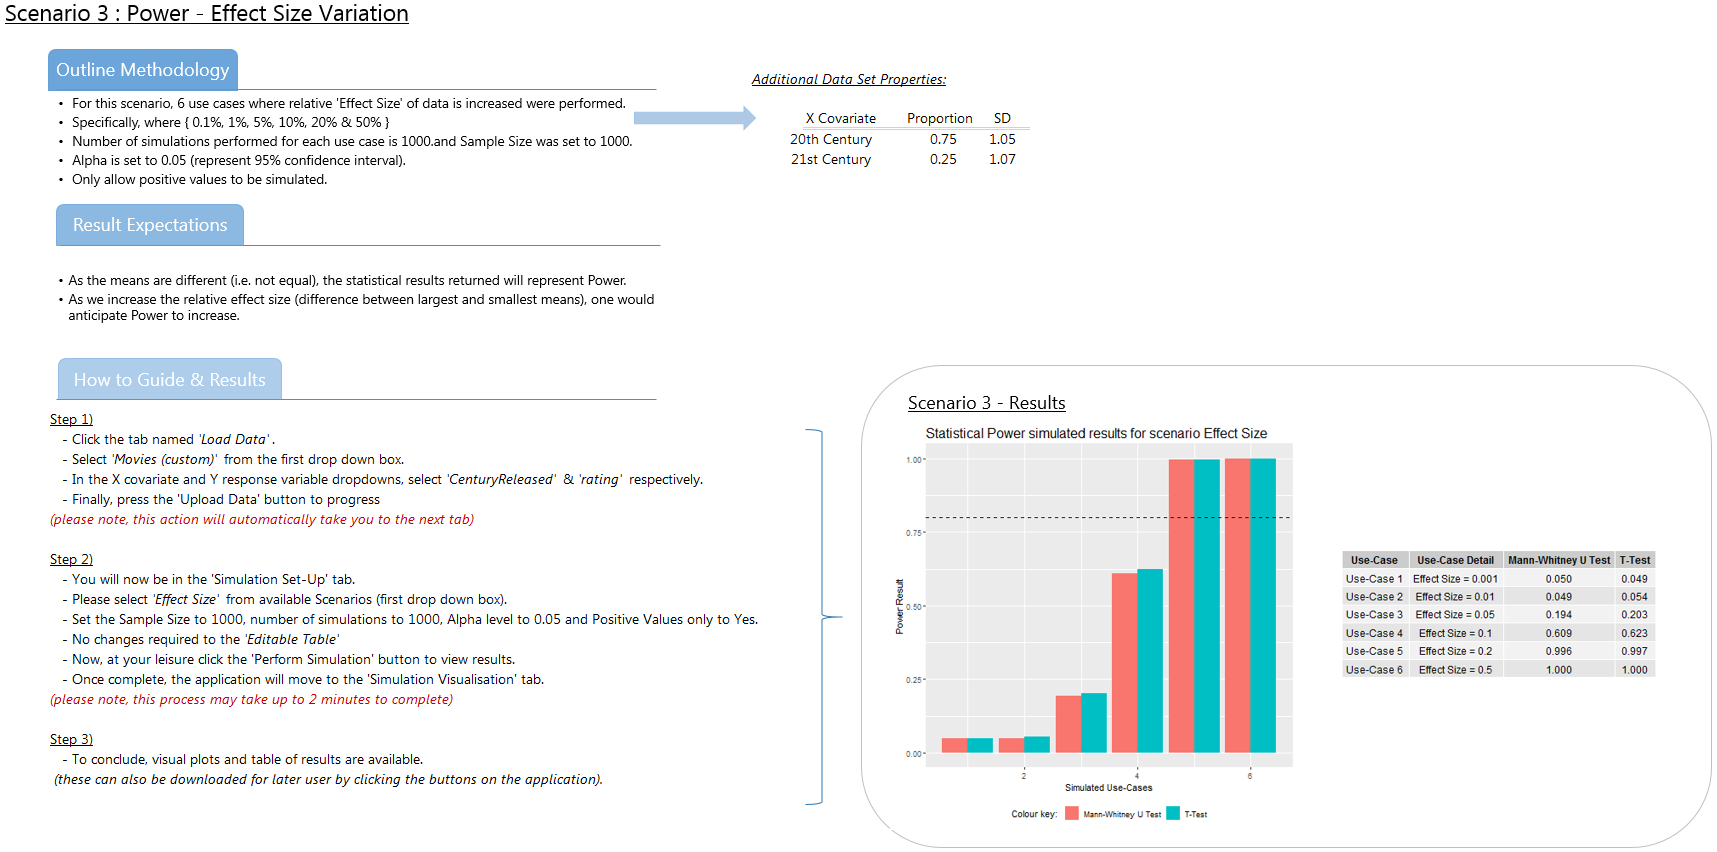 Scenario 3 : Power - Effect Size Variation
Outline Methodology
• For this scenario, 6 use cases where relative 'Effect Size' of data is increased were performed.
• Specifically, where { 0.1%, 1%, 5%, 10%, 20% & 50% }
• Number of simulations performed for each use case is 1000.and Sample Size was set to 1000.
• Alpha is set to 0.05 (represent 95% confidence interval).
• Only allow positive values to be simulated.
Additional Data Set Properties:
X Covariate Proportion SD
20th Century 0.75 1.05
21st Century 0.25 1.07
Result Expectations
• As the means are different (i.e. not equal), the statistical results returned will represent Power.
• As we increase the relative effect size (difference between largest and smallest means), one would
anticipate Power to increase.
How to Guide & Results
Step 1)
- Click the tab named 'Load Data'.
- Select 'Movies (custom)' from the first drop down box.
- In the X covariate and Y response variable dropdowns, select 'CenturyReleased' & 'rating' respectively.
- Finally, press the 'Upload Data' button to progress
(please note, this action will automatically take you to the next tab)
Step 2)
- You will now be in the 'Simulation Set-Up' tab.
- Please select 'Effect Size' from available Scenarios (first drop down box).
- Set the Sample Size to 1000, number of simulations to 1000, Alpha level to 0.05 and Positive Values only to Yes.
- No changes required to the 'Editable Table'
- Now, at your leisure click the 'Perform Simulation' button to view results.
- Once complete, the application will move to the 'Simulation Visualisation' tab.
(please note, this process may take up to 2 minutes to complete)
Step 3)
- To conclude, visual plots and table of results are available.
(these can also be downloaded for later user by clicking the buttons on the application).
Scenario 3 - Results
Statistical Power simulated results for scenario Effect Size
1.00
0.75
0.50
0.25
0.00
Power Result
2 4 6
Simulated Use-Cases
Colour key: Mann-Whitney U Test T-Test
Use-Case Use-Case Detail Mann-Whitney U Test T-Test
Use-Case 1 Effect Size = 0.001 0.050 0.049
Use-Case 2 Effect Size = 0.01 0.049 0.054
Use-Case 3 Effect Size = 0.05 0.194 0.203
Use-Case 4 Effect Size = 0.1 0.609 0.623
Use-Case 5 Effect Size = 0.2 0.996 0.997
Use-Case 6 Effect Size = 0.5 1.000 1.000